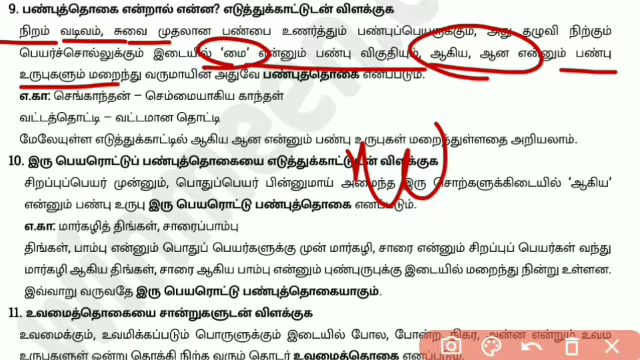 9. பண்புத்தொகை என்றால் என்ன? எடுத்துக்காட்டுடன் விளக்குக
நிறம் வடிவம், சுவை முதலான பண்பை உணர்த்தும் பண்புப்பெயருக்கும், அது தழுவி நிற்கும்
பெயர்ச்சொல்லுக்கும் இடையில் ‘மை’ என்னும் பண்பு விகுதியும், ஆகிய, ஆன என்னும் பண்பு
உருபுகளும் மறைந்து வருமாயின் அதுவே பண்புத்தொகை எனப்படும்.
எ.கா: செங்காந்தள் – செம்மையாகிய காந்தள்
வட்டத்தொட்டி – வட்டமான தொட்டி
மேலேயுள்ள எடுத்துக்காட்டில் ஆகிய ஆன என்னும் பண்பு உருபுகள் மறைந்துள்ளதை அறியலாம்.
10. இரு பெயரொட்டுப் பண்புத்தொகையை எடுத்துக்காட்டுடன் விளக்குக
சிறப்புப்பெயர் முன்னும், பொதுப்பெயர் பின்னுமாய் அமைந்த இரு சொற்களுக்கிடையில் ‘ஆகிய’
என்னும் பண்பு உருபு இரு பெயரொட்டு பண்புத்தொகை எனப்படும்.
எ.கா: மார்கழித் திங்கள், சாரைப்பாம்பு
திங்கள், பாம்பு என்னும் பொதுப் பெயர்களுக்கு முன் மார்கழி, சாரை என்னும் சிறப்புப் பெயர்கள் வந்து
மார்கழி ஆகிய திங்கள், சாரை ஆகிய பாம்பு என்னும் புண்புருபுக்கு இடையில் மறைந்து நின்று உள்ளன.
இவ்வாறு வருவதே இரு பெயரொட்டு பண்புத்தொகையாகும்.
11. உவமைத்தொகையை சான்றுகளுடன் விளக்குக
உவமைக்கும், உவமிக்கப்படும் பொருளுக்கும் இடையில் போல, போன்ற, நிகர, அன்ன என்னும் உவம
உருபுகளுள் ஒன்று தொக்கி நிற்க வரும் தொடர் உவமைத்தொகை எனப்படும்.